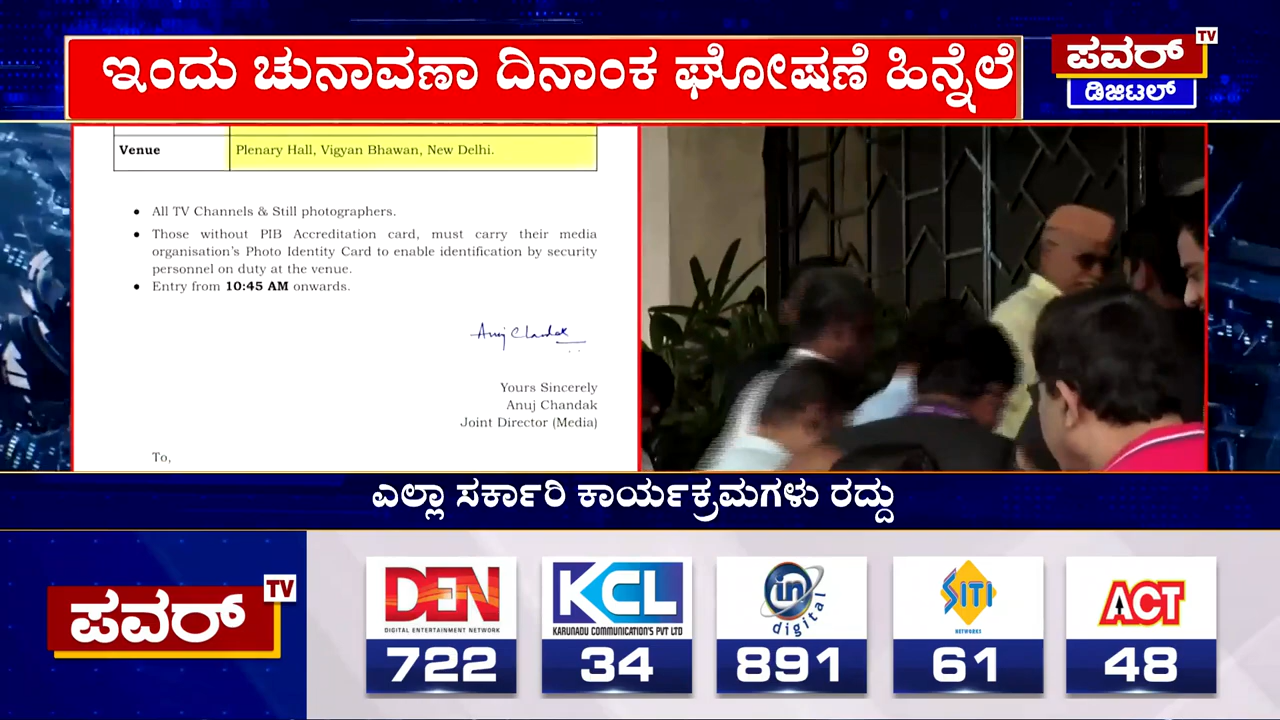 ಇಂದು ಚುನಾವಣಾ ದಿನಾಂಕ ಘೋಷಣೆ ಹಿನ್ನೆಲೆ
ಪವರ್ TV
ಡಿಜಿಟಲ್
Venue Plenary Hall, Vigyan Bhawan, New Delhi.
• All TV Channels & Still photographers.
• Those without PIB Accreditation card, must carry their media
organisation's Photo Identity Card to enable identification by security
personnel on duty at the venue.
• Entry from 10:45 AM onwards.
Anuj Chandak
Yours Sincerely
Anuj Chandak
Joint Director (Media)
To,
ಎಲ್ಲಾ ಸರ್ಕಾರಿ ಕಾರ್ಯಕ್ರಮಗಳು ರದ್ದು
ಪವರ್ TV
DEN
DIGITAL ENTERTAINMENT NETWORK
722
KCL
KARUNADU COMMUNICATION'S PVT LTD
34
in
digital
891
SITI
NETWORKS
61
ACT
48